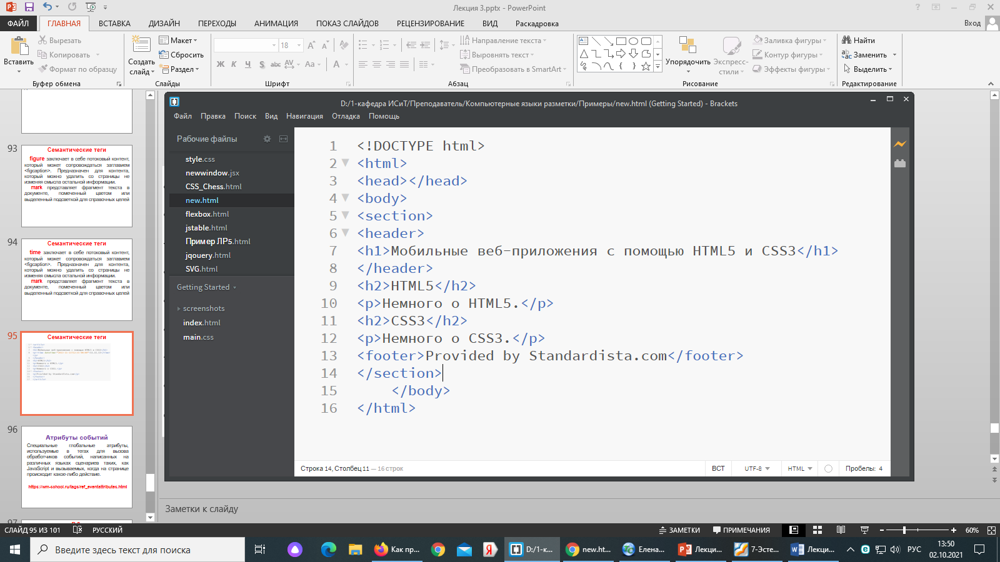 Лекция 3.pptx - PowerPoint
ФАЙЛ ГЛАВНАЯ ВСТАВКА ДИЗАЙН ПЕРЕХОДЫ АНИМАЦИЯ ПОКАЗ СЛАЙДОВ РЕЦЕНЗИРОВАНИЕ ВИД Раскадровка Вход
Вставить
Вырезать
Копировать
Формат по образцу
Буфер обмена
Создать слайд
Макет
Сбросить
Раздел
Слайды
18
Ж К Ч S abc AV Aa A
Шрифт
Направление текста
Выровнять текст
Преобразовать в SmartArt
Абзац
Упорядочить
Экспресс-стили
Заливка фигуры
Контур фигуры
Эффекты фигуры
Рисование
Найти
Заменить
Выделить
Редактирование
93
Семантические теги
figure заключает в себе потоковый контент,
который может сопровождаться заглавием
<figcaption>. Предназначен для контента,
который можно удалить со страницы не
изменяя смысла остальной информации.
mark представляет фрагмент текста в
документе, помеченный цветом или
выделенный подсветкой для справочных целей
94
Семантические теги
time заключает в себе потоковый контент,
который может сопровождаться заглавием
<figcaption>. Предназначен для контента,
который можно удалить со страницы не
изменяя смысла остальной информации.
mark представляет фрагмент текста в
документе, помеченный цветом или
выделенный подсветкой для справочных целей
95
Семантические теги
96
Атрибуты событий
Специальные глобальные атрибуты,
используемые в тегах для вызова
обработчиков событий, написанных на
различных языках сценариев таких, как
JavaScript и вызываемых, когда на странице
происходит какое-либо действие.
https://wm-school.ru/tags/ref_eventattributes.html
97
D:/1-кафедра ИСиТ/Преподаватель/Компьютерные языки разметки/Примеры/new.html (Getting Started) - Brackets
Файл Правка Поиск Вид Навигация Отладка Помощь
Рабочие файлы
style.css
newwindow.jsx
CSS_Chess.html
new.html
flexbox.html
jstable.html
Пример ЛР5.html
jqouery.html
SVG.html
Getting Started
screenshots
index.html
main.css
1 <!DOCTYPE html>
2 <html>
3 <head></head>
4 <body>
5 <section>
6 <header>
7 <h1>Мобильные веб-приложения с помощью HTML5 и CSS3</h1>
8 </header>
9 <h2>HTML5</h2>
10 <p>Немного о HTML5.</p>
11 <h2>CSS3</h2>
12 <p>Немного о CSS3.</p>
13 <footer>Provided by Standardista.com</footer>
14 </section>
15 </body>
16 </html>
Строка 14, Столбец 11 — 16 строк ВСТ UTF-8 HTML Пробелы: 4
Заметки к слайду
СЛАЙД 95 ИЗ 101 РУССКИЙ ЗАМЕТКИ ПРИМЕЧАНИЯ 60%
Введите здесь текст для поиска
Как пр... D:/1-к... new.ht... Елена... Лекци... 7-Эсте... Лекци... РУС
13:50
02.10.2021